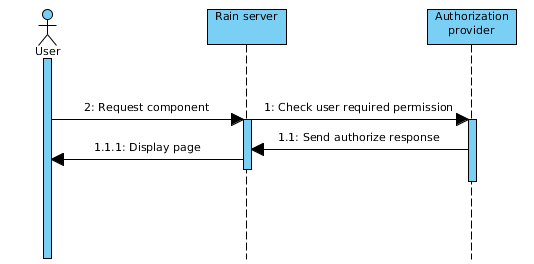 Rain server
Authorization
provider
User
2: Request component
1: Check user required permission
1.1: Send authorize response
1.1.1: Display page